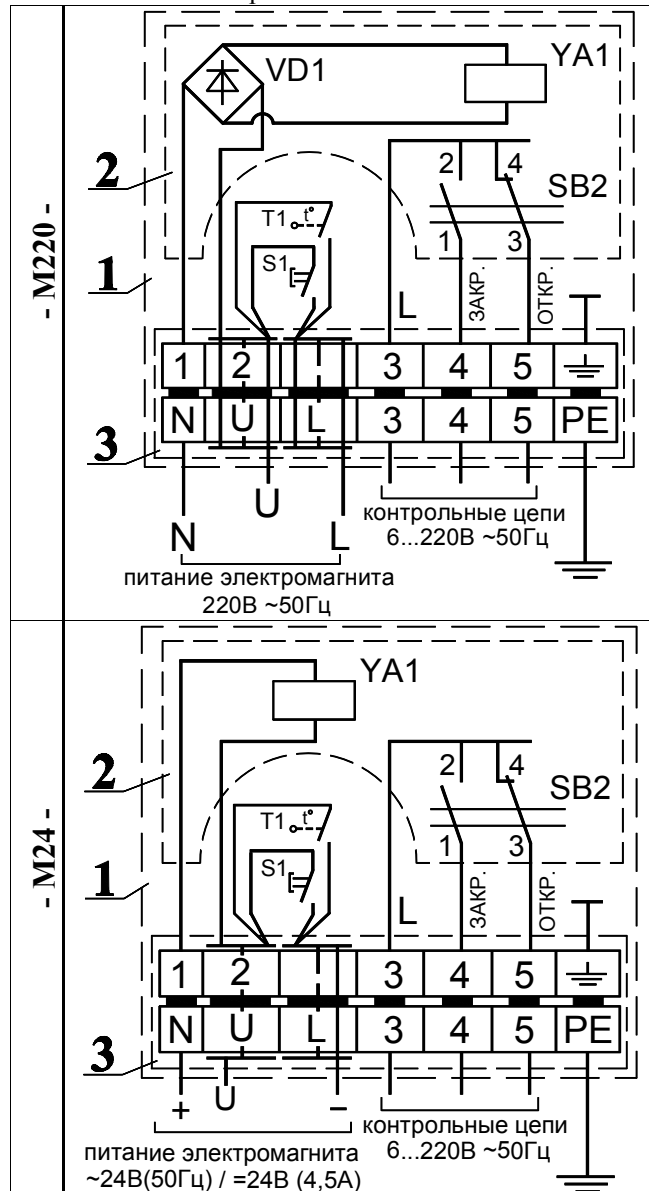 - М220 -
VD1
YA1
2
2 4
SB2
T1 t°
S1
1 3
1
L ЗАКР. ОТКР.
1 2 3 4 5
3
N U L 3 4 5 PE
N U L
контрольные цепи
6...220В ~50Гц
питание электромагнита
220В ~50Гц
- М24 -
YA1
2
2 4
SB2
T1 t°
S1
1 3
1
L ЗАКР. ОТКР.
1 2 3 4 5
3
N U L 3 4 5 PE
+ U −
контрольные цепи
6...220В ~50Гц
питание электромагнита
~24В(50Гц) / =24В (4,5А)